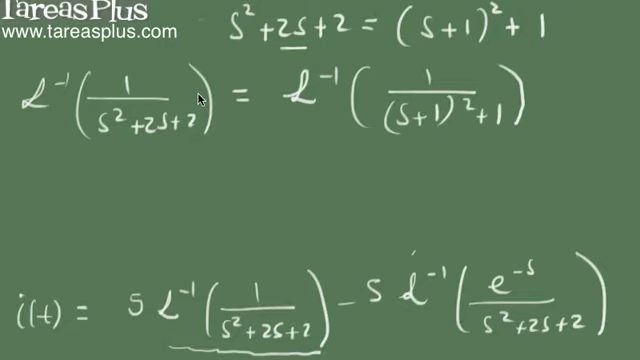 TareasPlus
www.tareasplus.com
s² + 2s + 2 = (s+1)² + 1
ℒ⁻¹(1/(s² + 2s + 2)) = ℒ⁻¹(1/((s+1)² + 1))
i(t) = 5 ℒ⁻¹(1/(s² + 2s + 2)) - 5 ℒ⁻¹(e⁻ˢ/(s² + 2s + 2))